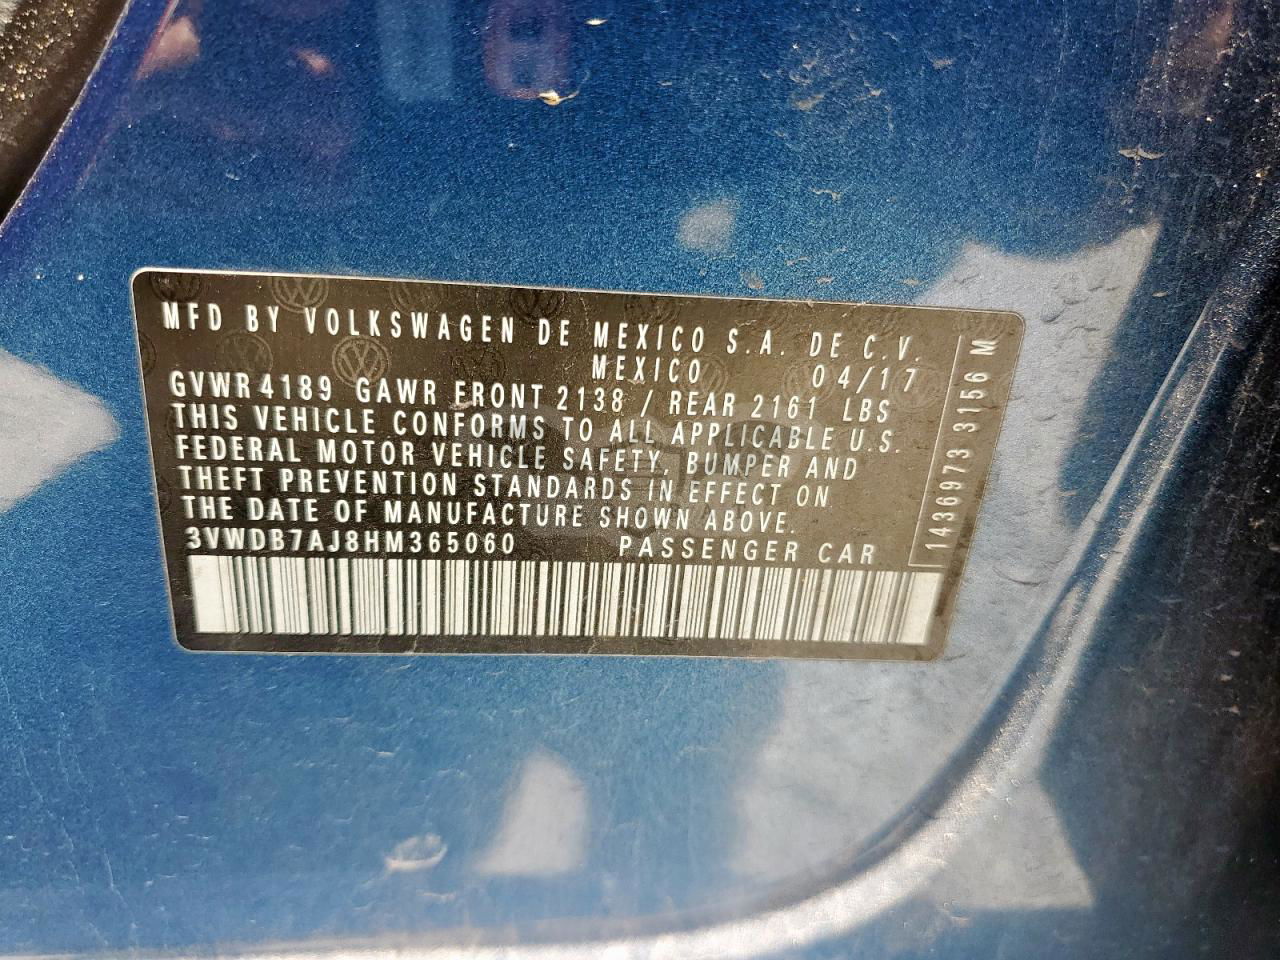 MFD BY VOLKSWAGEN DE MEXICO S.A. DE C.V.
MEXICO 04/17
GVWR 4189 GAWR FRONT 2138 / REAR 2161 LBS
THIS VEHICLE CONFORMS TO ALL APPLICABLE U.S.
FEDERAL MOTOR VEHICLE SAFETY, BUMPER AND
THEFT PREVENTION STANDARDS IN EFFECT ON
THE DATE OF MANUFACTURE SHOWN ABOVE.
3VWDB7AJ8HM365060 PASSENGER CAR
1436973 3156 M